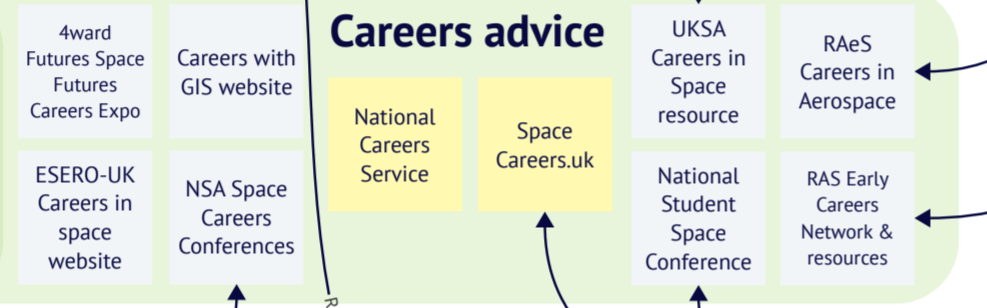 Careers advice
4ward
Futures Space
Futures
Careers Expo
Careers with
GIS website
National
Careers
Service
Space
Careers.uk
UKSA
Careers in
Space
resource
RAeS
Careers in
Aerospace
ESERO-UK
Careers in
space
website
NSA Space
Careers
Conferences
National
Student
Space
Conference
RAS Early
Careers
Network &
resources
R